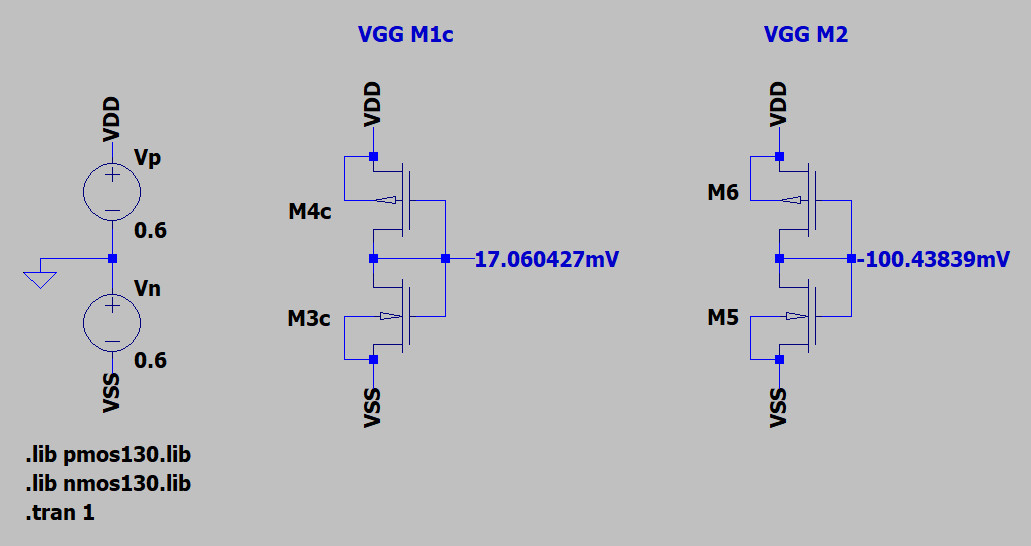 VGG M1c
VGG M2
VDD
Vp
0.6
Vn
0.6
VSS
VDD
M4c
17.060427mV
M3c
VSS
VDD
M6
-100.43839mV
M5
VSS
.lib pmos130.lib
.lib nmos130.lib
.tran 1